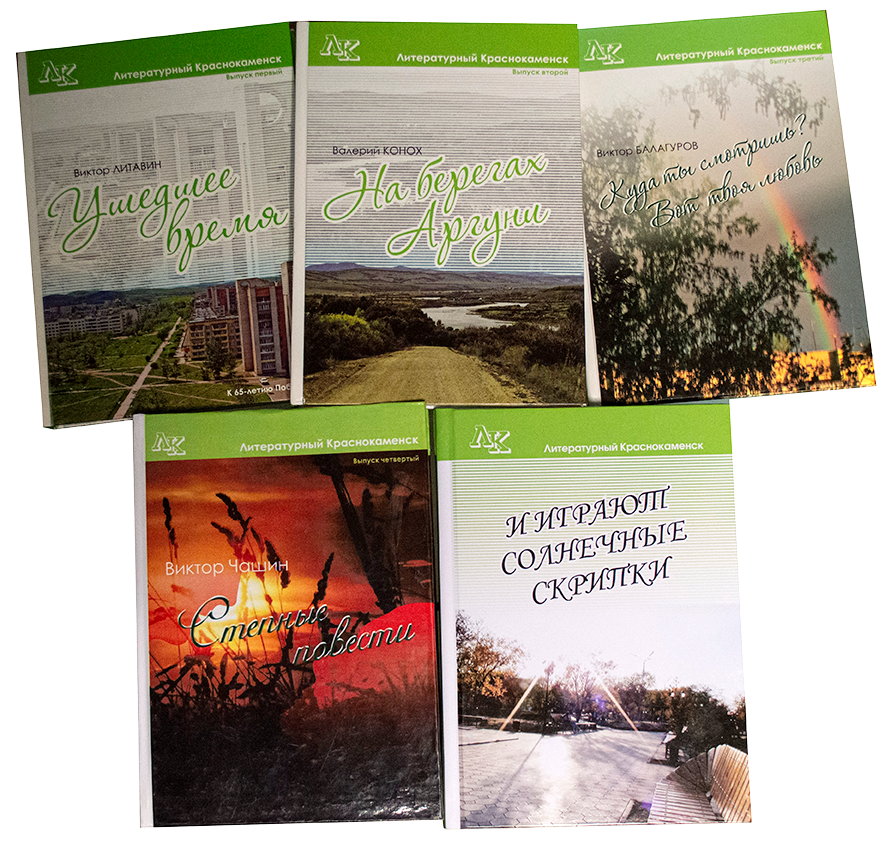 ЛК
Литературный Краснокаменск
Выпуск первый
Виктор ЛИТАВИН
Ушедшее
время
К 65-летию
ЛК
Литературный Краснокаменск
Выпуск второй
Валерий КОНОХ
На берегах
Аргуни
ЛК
Литературный Краснокаменск
Выпуск третий
Виктор БАЛАГУРОВ
Куда ты смотришь?
Вот твоя любовь
ЛК
Литературный Краснокаменск
Выпуск четвертый
Виктор Чашин
Степные
повести
ЛК
Литературный Краснокаменск
И ИГРАЮТ
СОЛНЕЧНЫЕ
СКРИПКИ